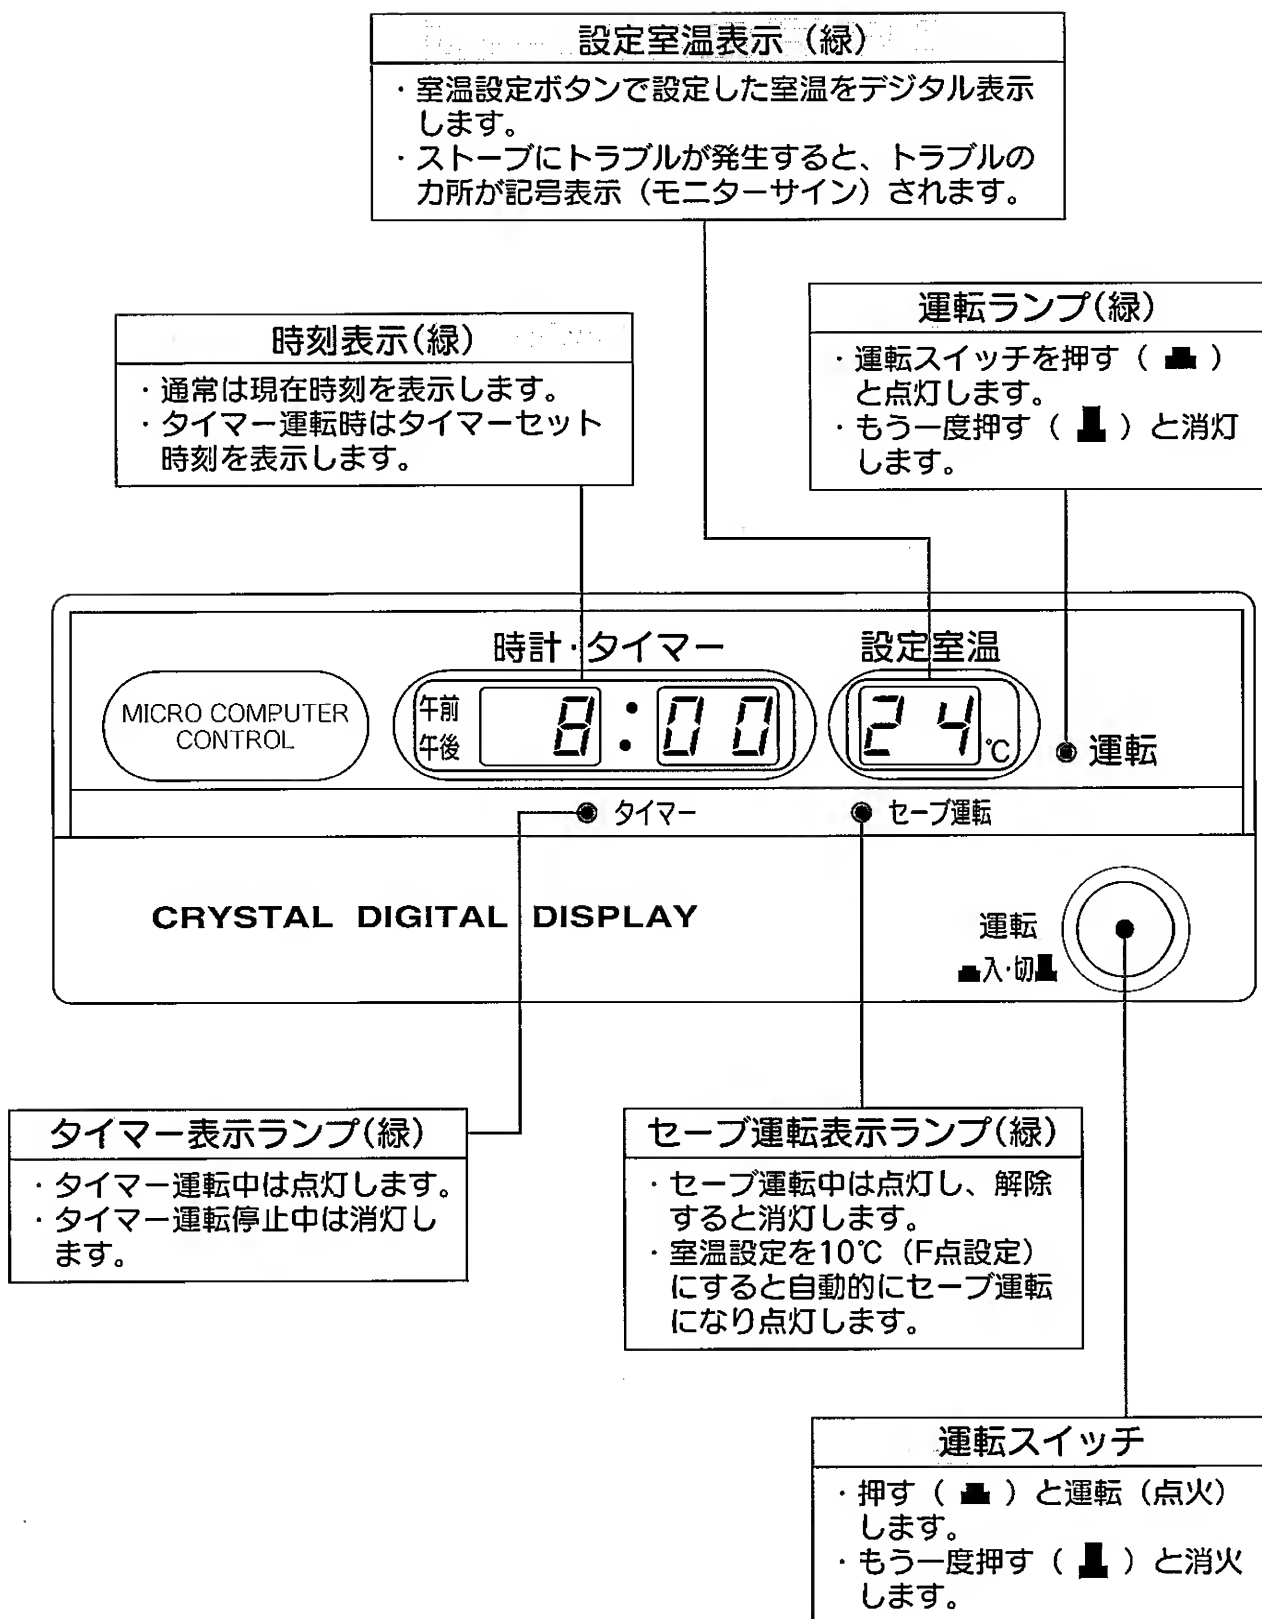 設定室温表示（緑）
・室温設定ボタンで設定した室温をデジタル表示
します。
・ストーブにトラブルが発生すると、トラブルの
カ所が記号表示（モニターサイン）されます。
運転ランプ(緑)
・運転スイッチを押す（ ）
と点灯します。
・もう一度押す（ ）と消灯
します。
時刻表示(緑)
・通常は現在時刻を表示します。
・タイマー運転時はタイマーセット
時刻を表示します。
時計・タイマー
設定室温
MICRO COMPUTER
CONTROL
午前
午後
8:00
24℃
運転
タイマー
セーブ運転
CRYSTAL DIGITAL DISPLAY
運転
入・切
タイマー表示ランプ(緑)
・タイマー運転中は点灯します。
・タイマー運転停止中は消灯し
ます。
セーブ運転表示ランプ(緑)
・セーブ運転中は点灯し、解除
すると消灯します。
・室温設定を10℃（F点設定）
にすると自動的にセーブ運転
になり点灯します。
運転スイッチ
・押す（ ）と運転（点火）
します。
・もう一度押す（ ）と消火
します。